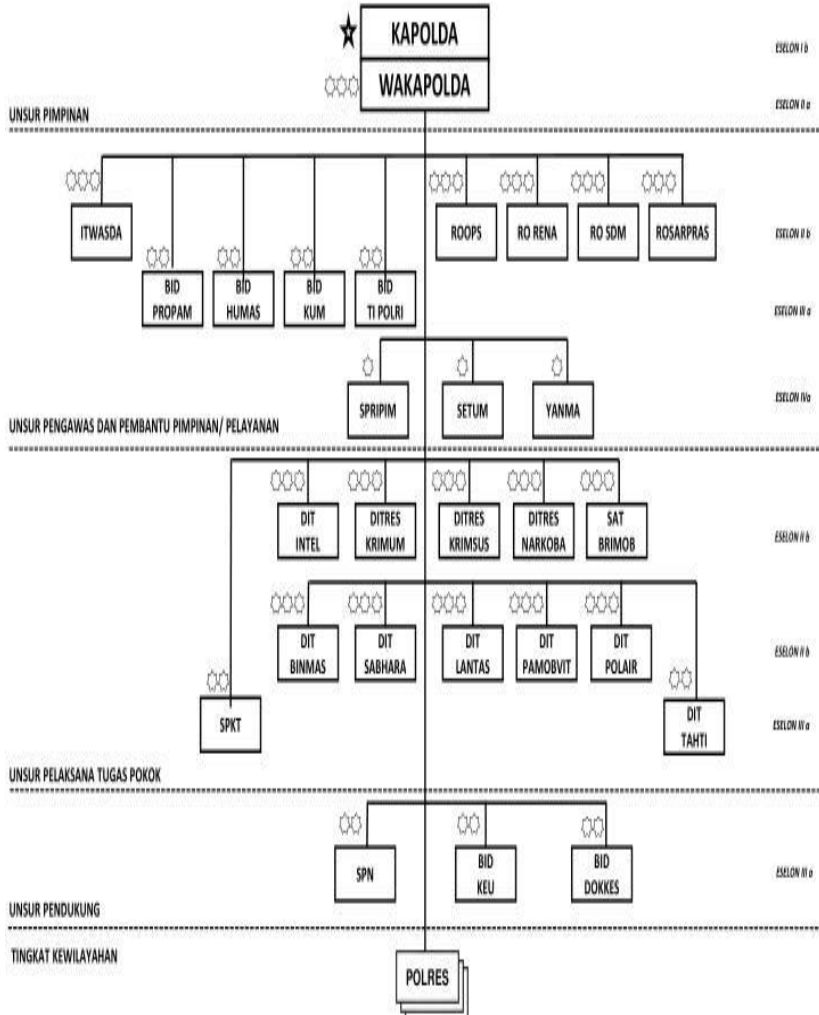 KAPOLDA
ESELON I b
WAKAPOLDA
ESELON II a
UNSUR PIMPINAN
ITWASDA
ROOPS
RO RENA
RO SDM
ROSARPRAS
ESELON II b
BID
PROPAM
BID
HUMAS
BID
KUM
BID
TI POLRI
ESELON III a
SPRIPIM
SETUM
YANMA
ESELON IVa
UNSUR PENGAWAS DAN PEMBANTU PIMPINAN/ PELAYANAN
DIT
INTEL
DITRES
KRIMUM
DITRES
KRIMSUS
DITRES
NARKOBA
SAT
BRIMOB
ESELON II b
DIT
BINMAS
DIT
SABHARA
DIT
LANTAS
DIT
PAMOBVIT
DIT
POLAIR
ESELON II b
SPKT
DIT
TAHTI
ESELON III a
UNSUR PELAKSANA TUGAS POKOK
SPN
BID
KEU
BID
DOKKES
ESELON III a
UNSUR PENDUKUNG
TINGKAT KEWILAYAHAN
POLRES